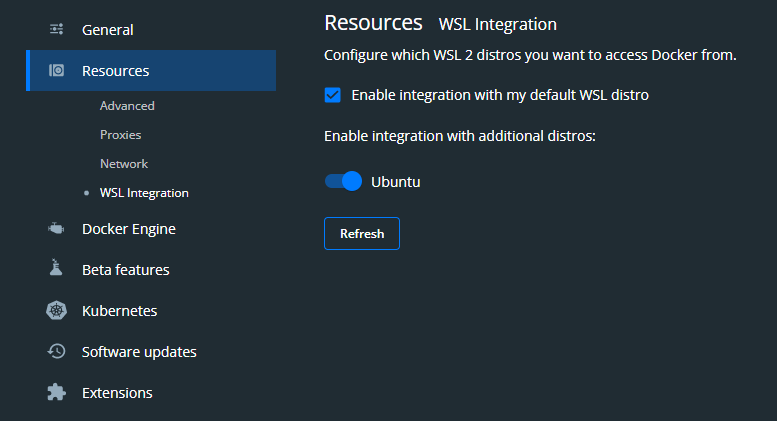 General
Resources
Advanced
Proxies
Network
WSL Integration
Docker Engine
Beta features
Kubernetes
Software updates
Extensions
Resources WSL Integration
Configure which WSL 2 distros you want to access Docker from.
Enable integration with my default WSL distro
Enable integration with additional distros:
Ubuntu
Refresh